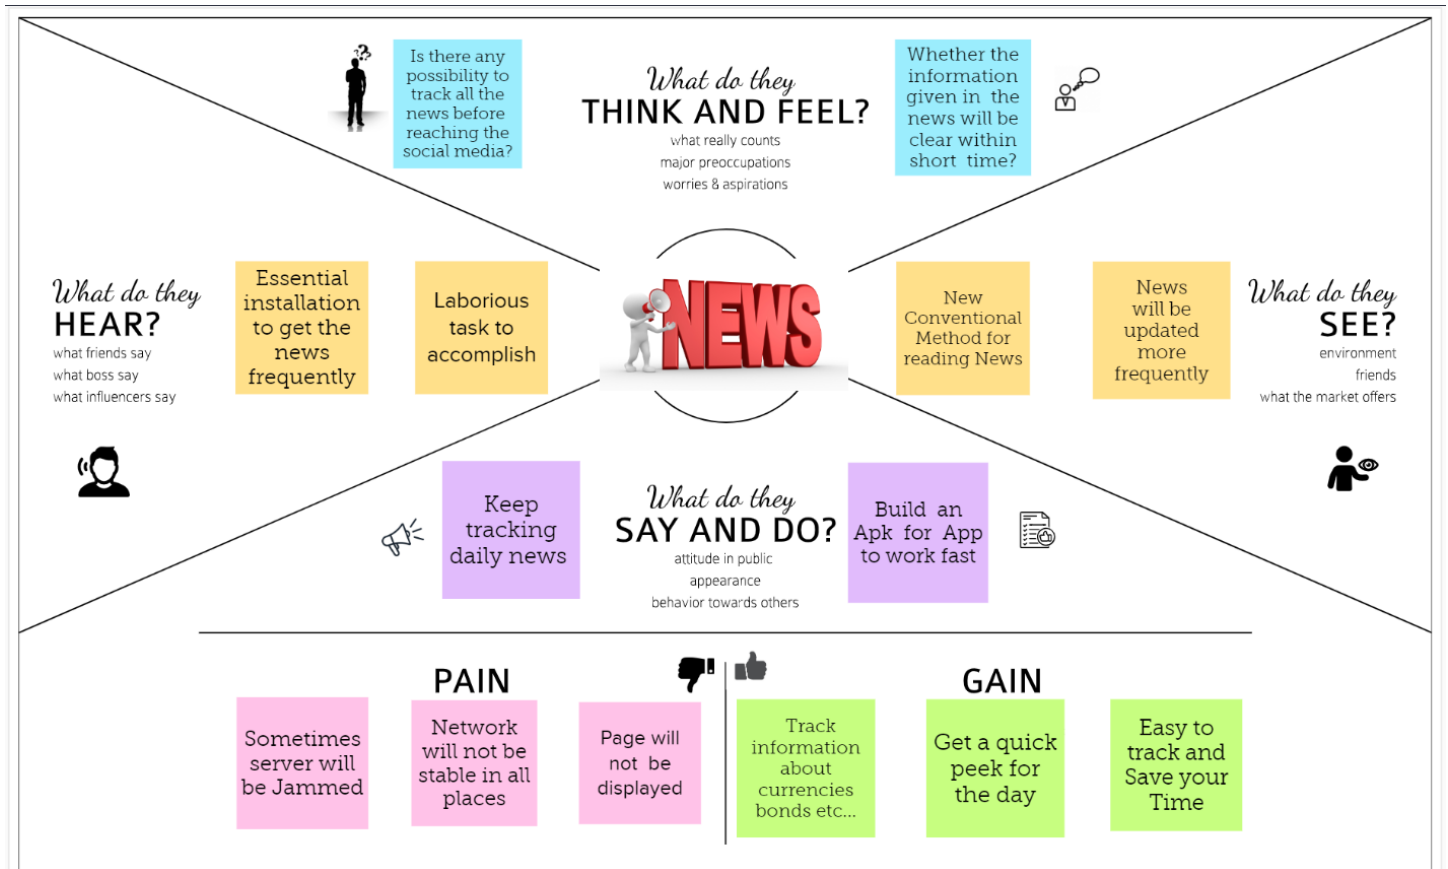 ??
Is there any
possibility to
track all the
news before
reaching the
social media?
What do they
THINK AND FEEL?
what really counts
major preoccupations
worries & aspirations
Whether the
information
given in the
news will be
clear within
short time?
What do they
HEAR?
what friends say
what boss say
what influencers say
Essential
installation
to get the
news
frequently
Laborious
task to
accomplish
NEWS
New
Conventional
Method for
reading News
News
will be
updated
more
frequently
What do they
SEE?
environment
friends
what the market offers
Keep
tracking
daily news
What do they
SAY AND DO?
attitude in public
appearance
behavior towards others
Build an
Apk for App
to work fast
PAIN
Sometimes
server will
be Jammed
Network
will not be
stable in all
places
Page will
not be
displayed
GAIN
Track
information
about
currencies
bonds etc...
Get a quick
peek for
the day
Easy to
track and
Save your
Time